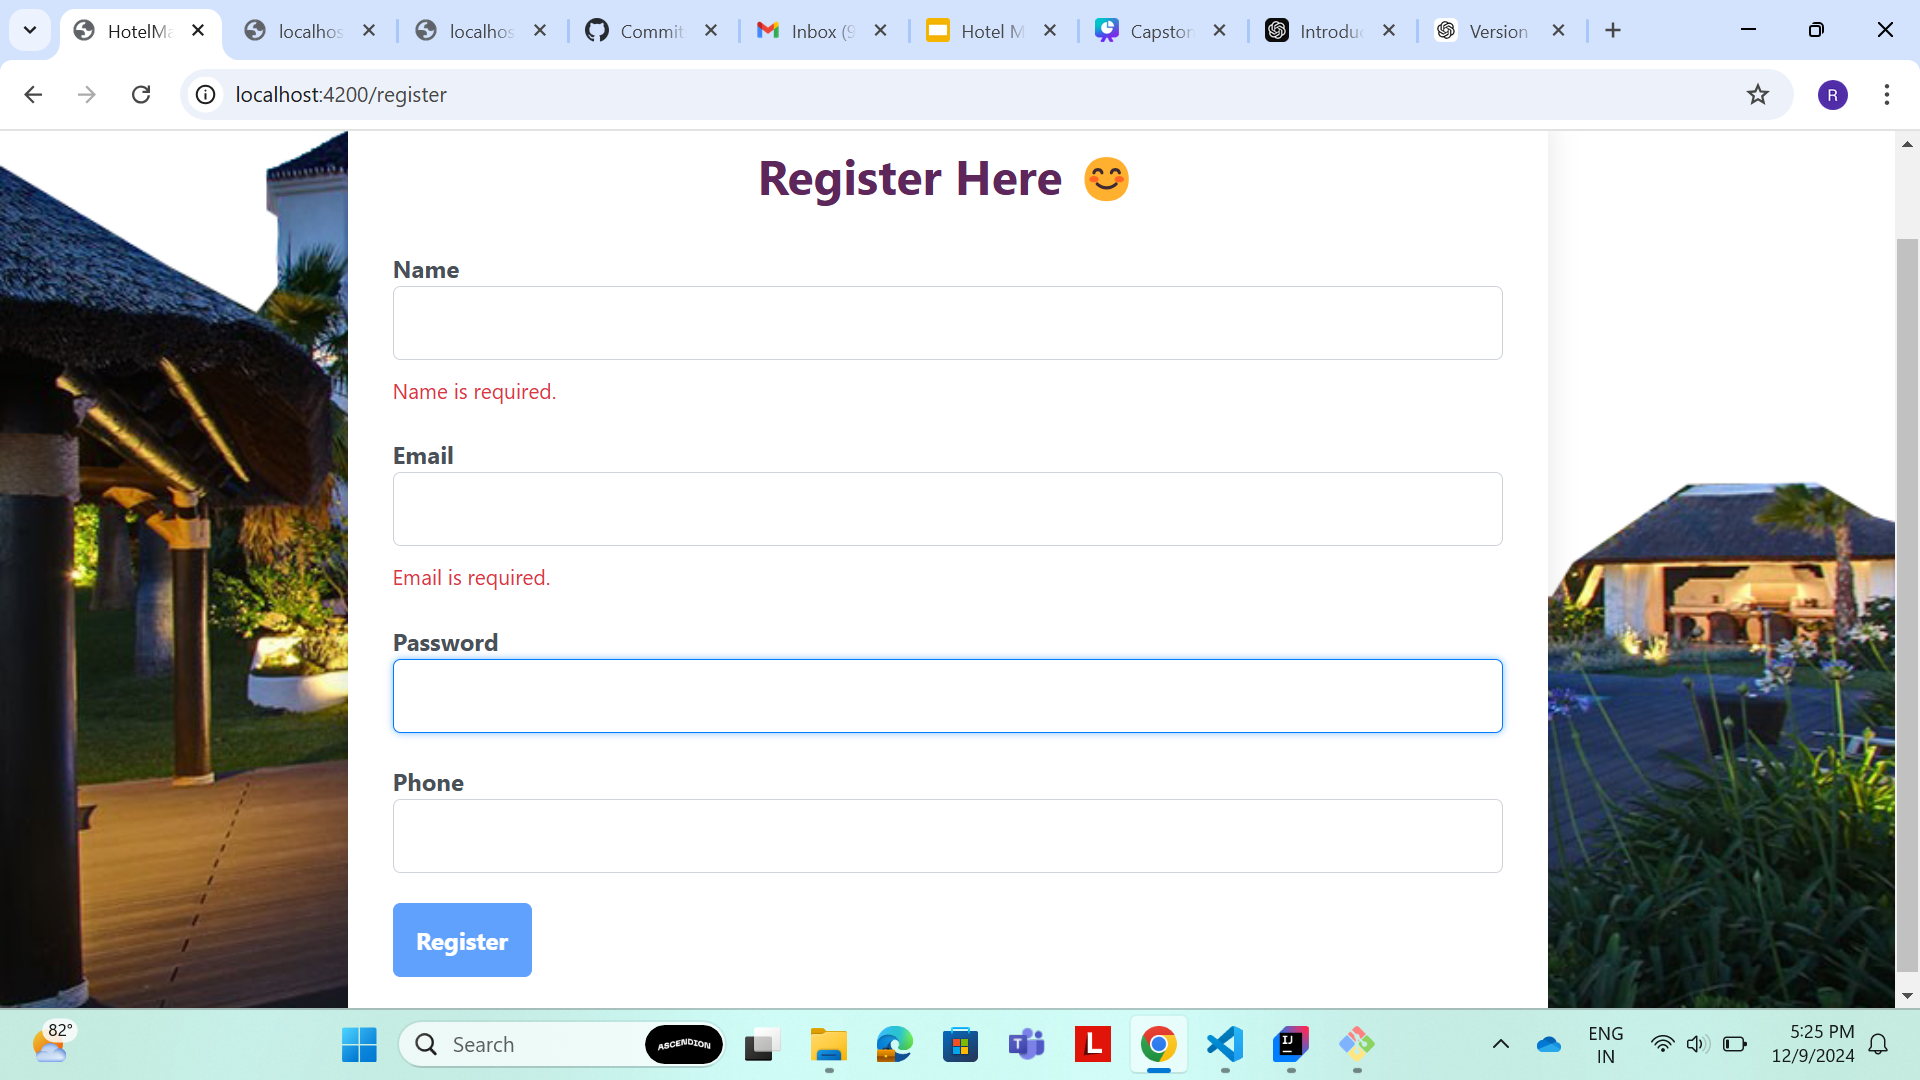 HotelMa
localhos
localhos
Commit
Inbox (9
Hotel M
Capston
Introduc
Version
localhost:4200/register
R
Register Here 😊
Name
Name is required.
Email
Email is required.
Password
Phone
Register
82°
Search
ASCENDION
ENG
IN
5:25 PM
12/9/2024